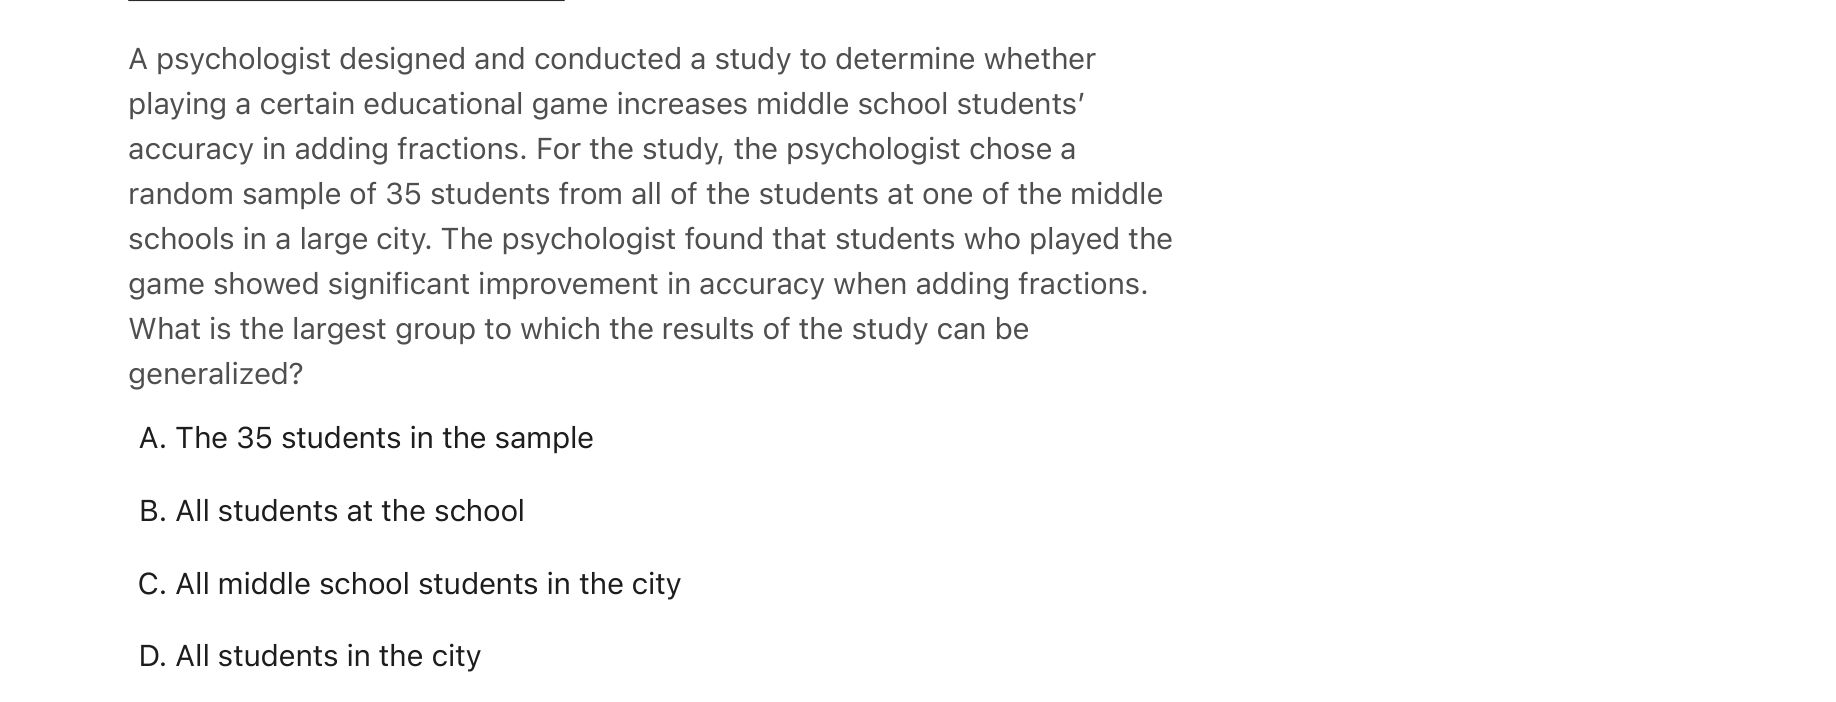 A psychologist designed and conducted a study to determine whether
playing a certain educational game increases middle school students’
accuracy in adding fractions. For the study, the psychologist chose a
random sample of 35 students from all of the students at one of the middle
schools in a large city. The psychologist found that students who played the
game showed significant improvement in accuracy when adding fractions.
What is the largest group to which the results of the study can be
generalized?
A. The 35 students in the sample
B. All students at the school
C. All middle school students in the city
D. All students in the city